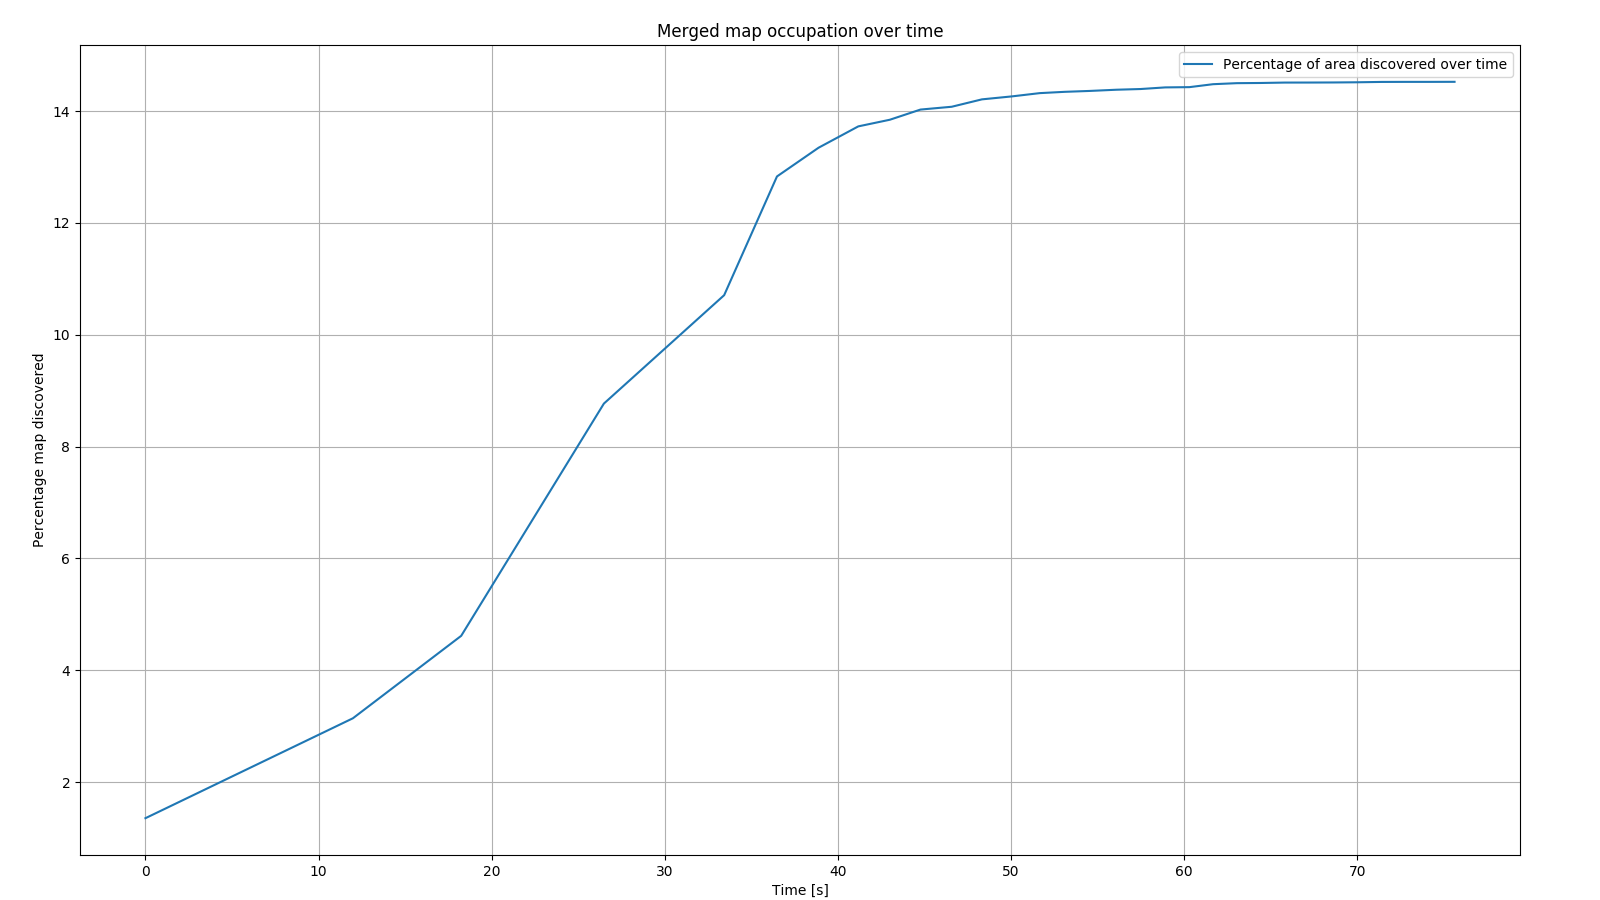 Merged map occupation over time
Percentage of area discovered over time
Percentage map discovered
14
12
10
8
6
4
2
0 10 20 30 40 50 60 70
Time [s]